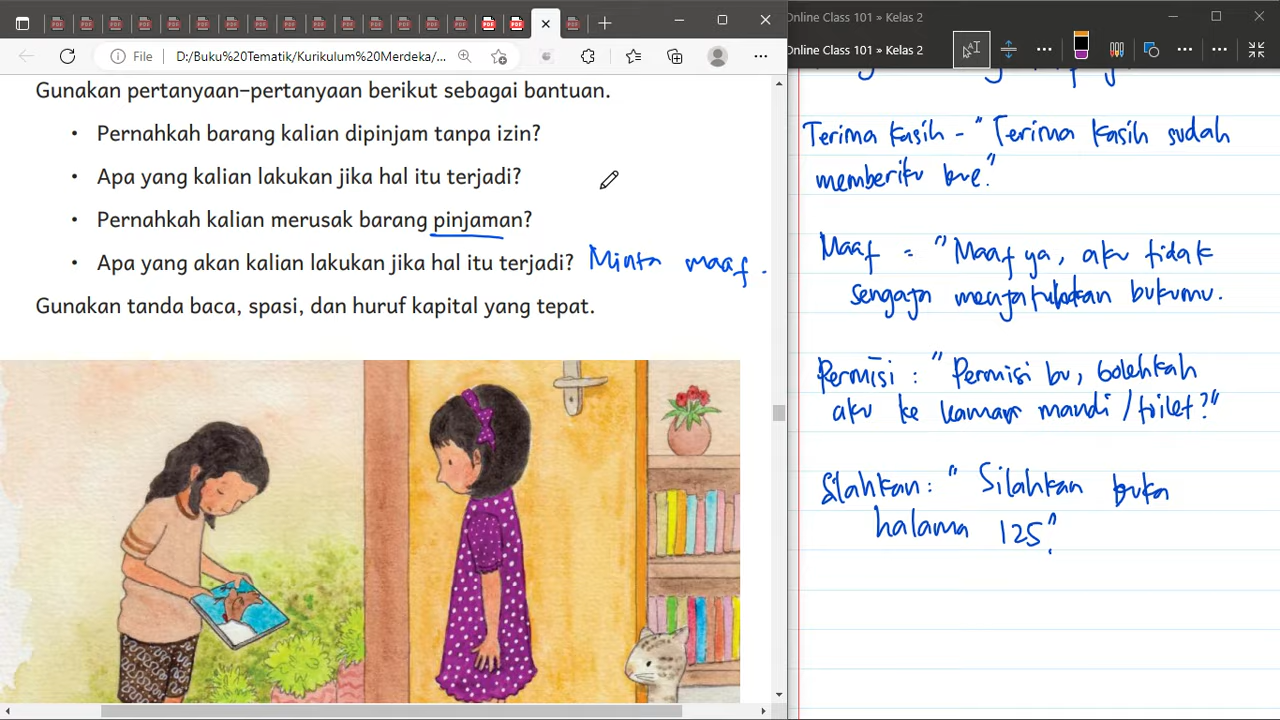 File
D:/Buku%20Tematik/Kurikulum%20Merdeka/...
Gunakan pertanyaan–pertanyaan berikut sebagai bantuan.
• Pernahkah barang kalian dipinjam tanpa izin?
• Apa yang kalian lakukan jika hal itu terjadi?
• Pernahkah kalian merusak barang pinjaman?
• Apa yang akan kalian lakukan jika hal itu terjadi? Minta maaf.
Gunakan tanda baca, spasi, dan huruf kapital yang tepat.
Online Class 101 » Kelas 2
Online Class 101 » Kelas 2
Terima Kasih - "Terima Kasih sudah
memberiku kue."
Maaf = "Maaf ya, aku tidak
sengaja menjatuhkan bukumu.
Permisi : "Permisi bu, bolehkah
aku ke kamar mandi / toilet?"
Silahkan: "Silahkan buka
halama 125".